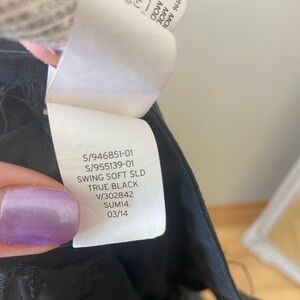 S/946851-01
S/955139-01
SWING SOFT SLD
TRUE BLACK
V/302842
SUM14
03/14